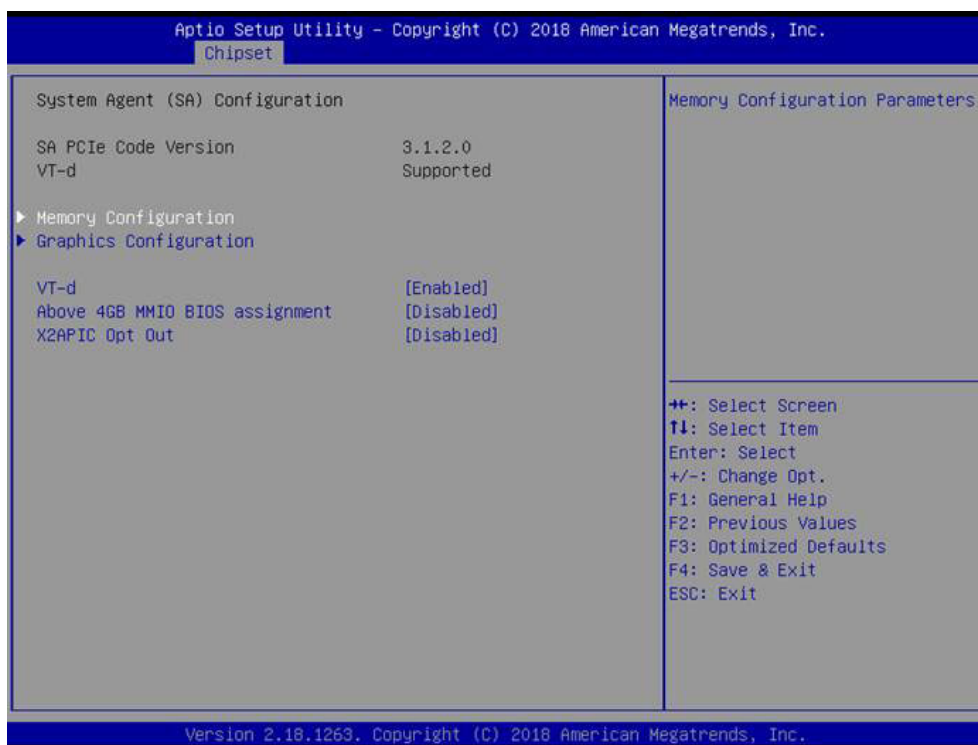 Aptio Setup Utility – Copyright (C) 2018 American Megatrends, Inc.
Chipset
System Agent (SA) Configuration
SA PCIe Code Version 3.1.2.0
VT-d Supported
▶ Memory Configuration
▶ Graphics Configuration
VT-d [Enabled]
Above 4GB MMIO BIOS assignment [Disabled]
X2APIC Opt Out [Disabled]
Memory Configuration Parameters
→←: Select Screen
↑↓: Select Item
Enter: Select
+/-: Change Opt.
F1: General Help
F2: Previous Values
F3: Optimized Defaults
F4: Save & Exit
ESC: Exit
Version 2.18.1263. Copyright (C) 2018 American Megatrends, Inc.